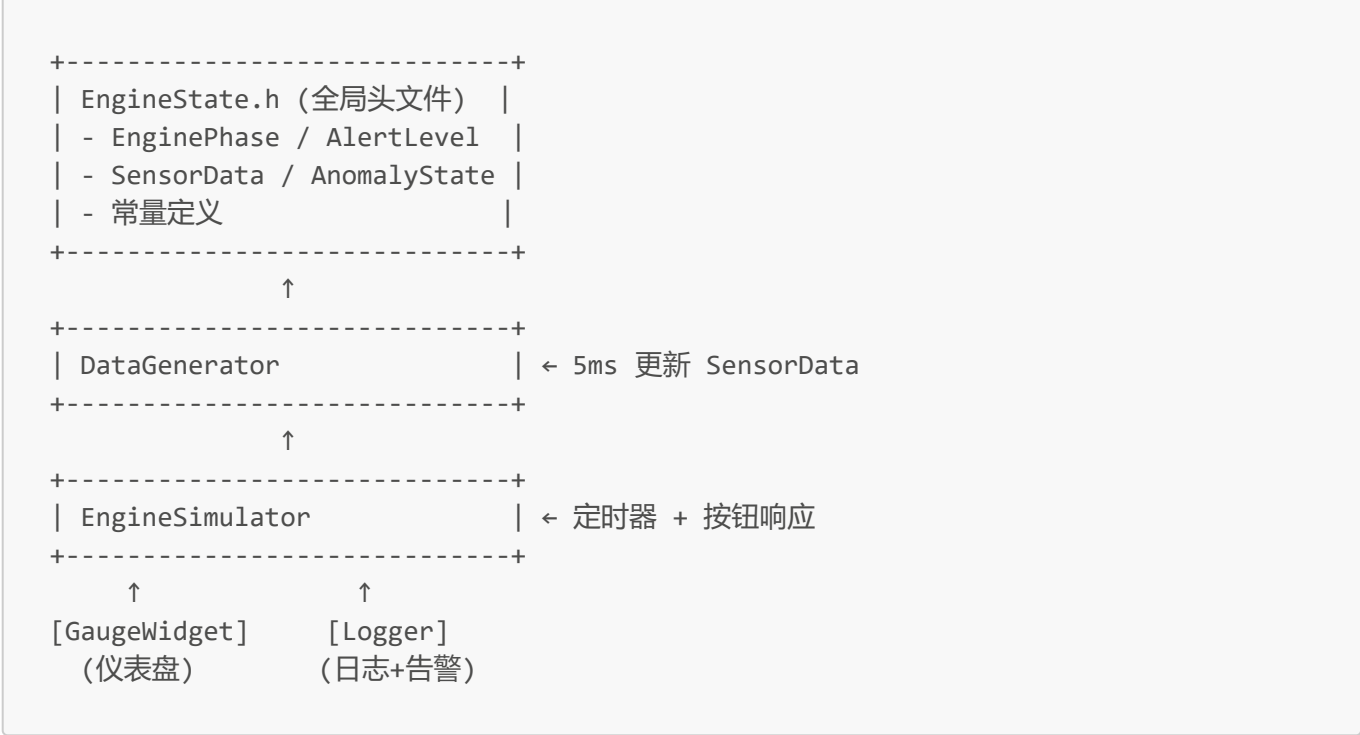 +-----------------------------+
| EngineState.h (全局头文件)  |
| - EnginePhase / AlertLevel  |
| - SensorData / AnomalyState |
| - 常量定义                  |
+-----------------------------+
               ↑
+-----------------------------+
| DataGenerator               | ← 5ms 更新 SensorData
+-----------------------------+
               ↑
+-----------------------------+
| EngineSimulator             | ← 定时器 + 按钮响应
+-----------------------------+
     ↑              ↑
[GaugeWidget]     [Logger]
  (仪表盘)        (日志+告警)